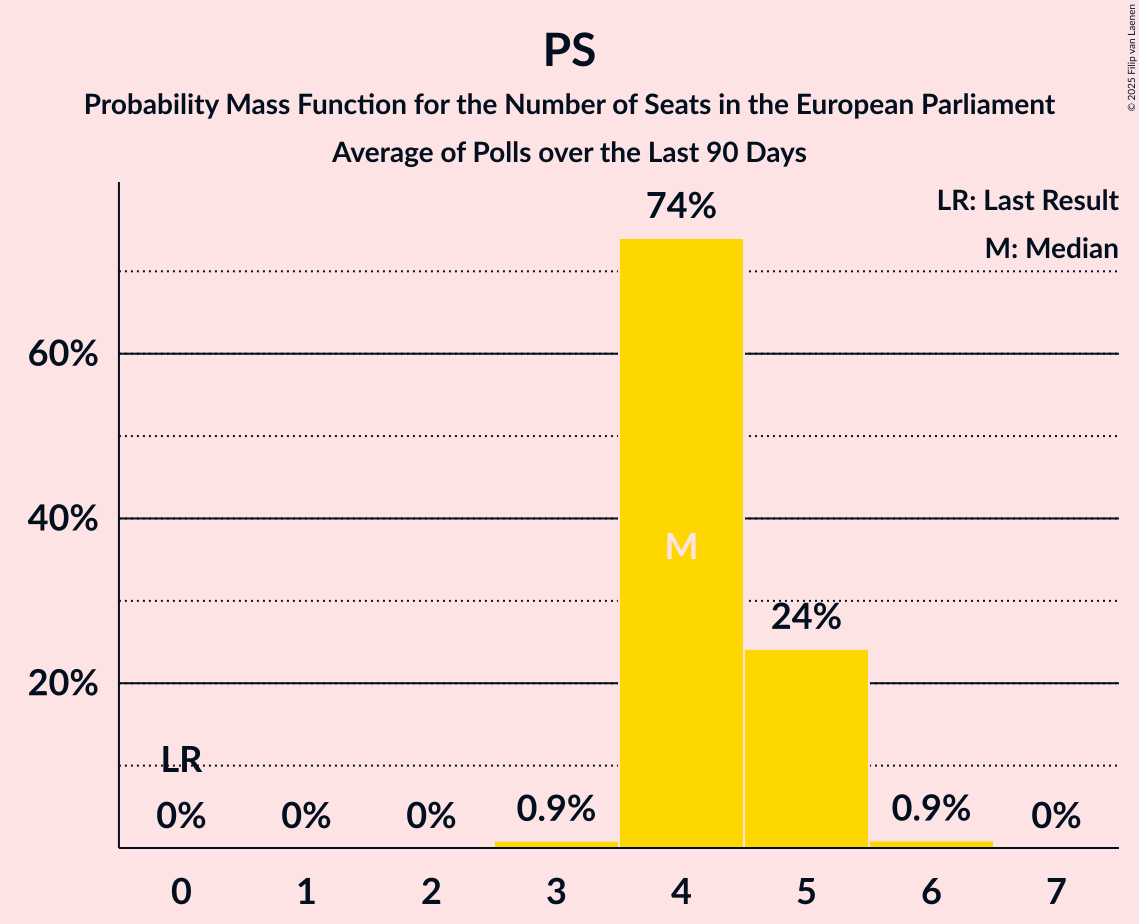 PS
Probability Mass Function for the Number of Seats in the European Parliament
Average of Polls over the Last 90 Days
© 2025 Filip van Laenen
LR: Last Result
M: Median
74%
60%
40%
M
24%
20%
LR
0%
0%
0%
0.9%
0.9%
0%
0 1 2 3 4 5 6 7